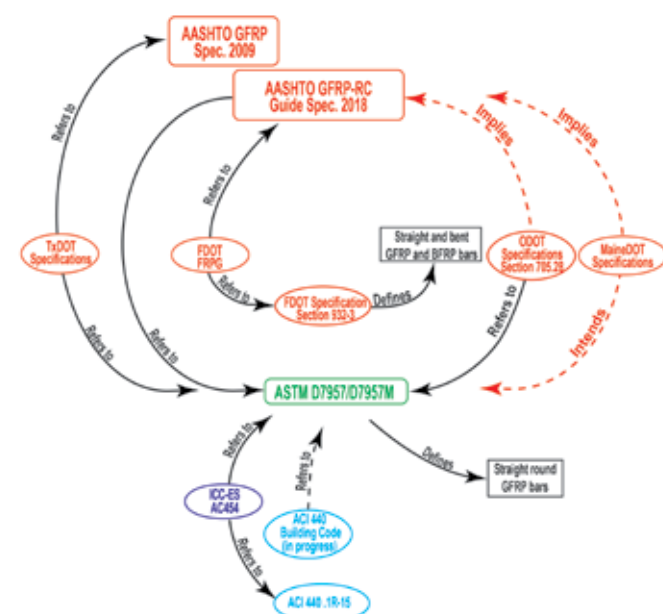 AASHTO GFRP
Spec. 2009
AASHTO GFRP-RC
Guide Spec. 2018
Refers to
Implies
Implies
Refers to
TxDOT
Specifications
FDOT
FRPG
Straight and bent
GFRP and BFRP bars
ODOT
Specifications
Section 705.28
MaineDOT
Specifications
Refers to
FDOT Specification
Section 932-3
Defines
Refers to
Intends
Refers to
Refers to
ASTM D7957/D7957M
Refers to
Refers to
Defines
Straight round
GFRP bars
ICC-ES
AC454
ACI 440
Building Code
(in progress)
Refers to
ACI 440 .1R-15